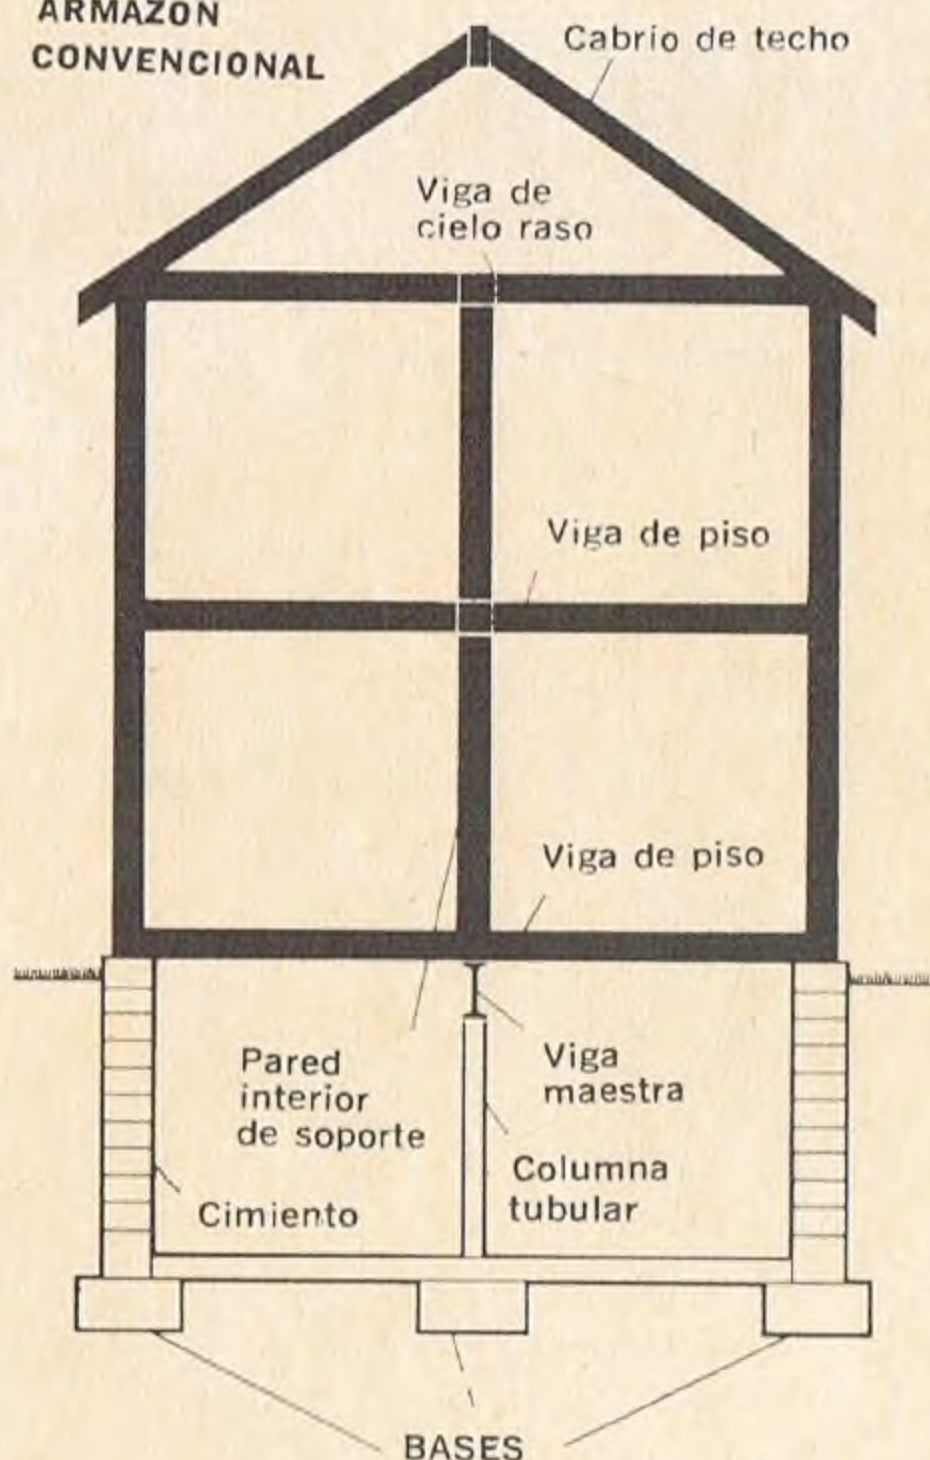 ARMAZON
CONVENCIONAL
Cabrio de techo
Viga de
cielo raso
Viga de piso
Viga de piso
Pared
interior
de soporte
Viga
maestra
Columna
tubular
Cimiento
BASES